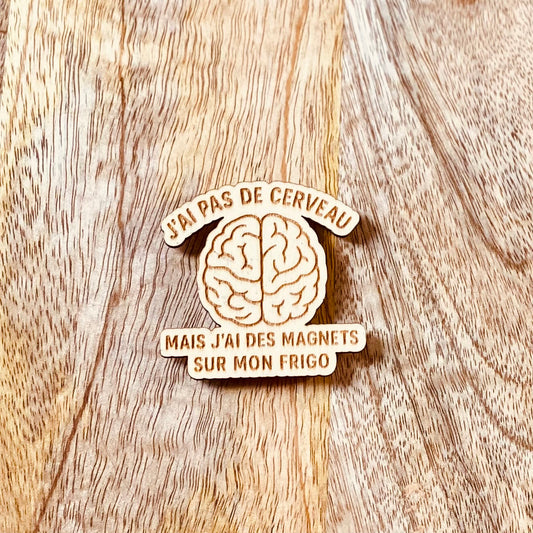 J'AI PAS DE CERVEAU
MAIS J'AI DES MAGNETS
SUR MON FRIGO